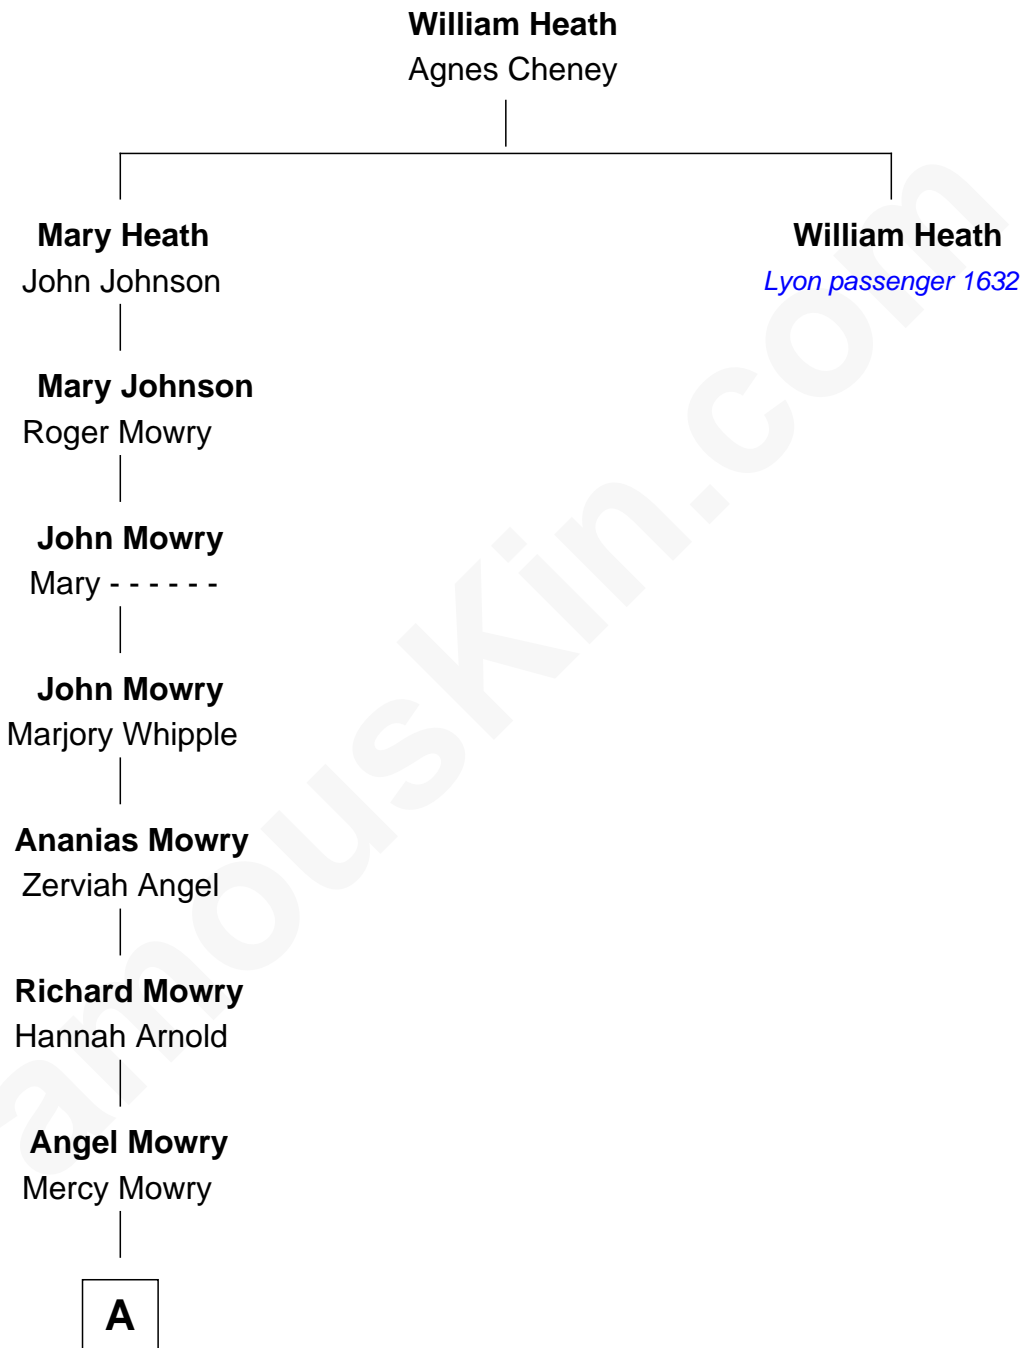 William Heath
Agnes Cheney
Mary Heath
John Johnson
William Heath
Lyon passenger 1632
Mary Johnson
Roger Mowry
John Mowry
Mary - - - - - -
John Mowry
Marjory Whipple
Ananias Mowry
Zerviah Angel
Richard Mowry
Hannah Arnold
Angel Mowry
Mercy Mowry
A
amouskin.com